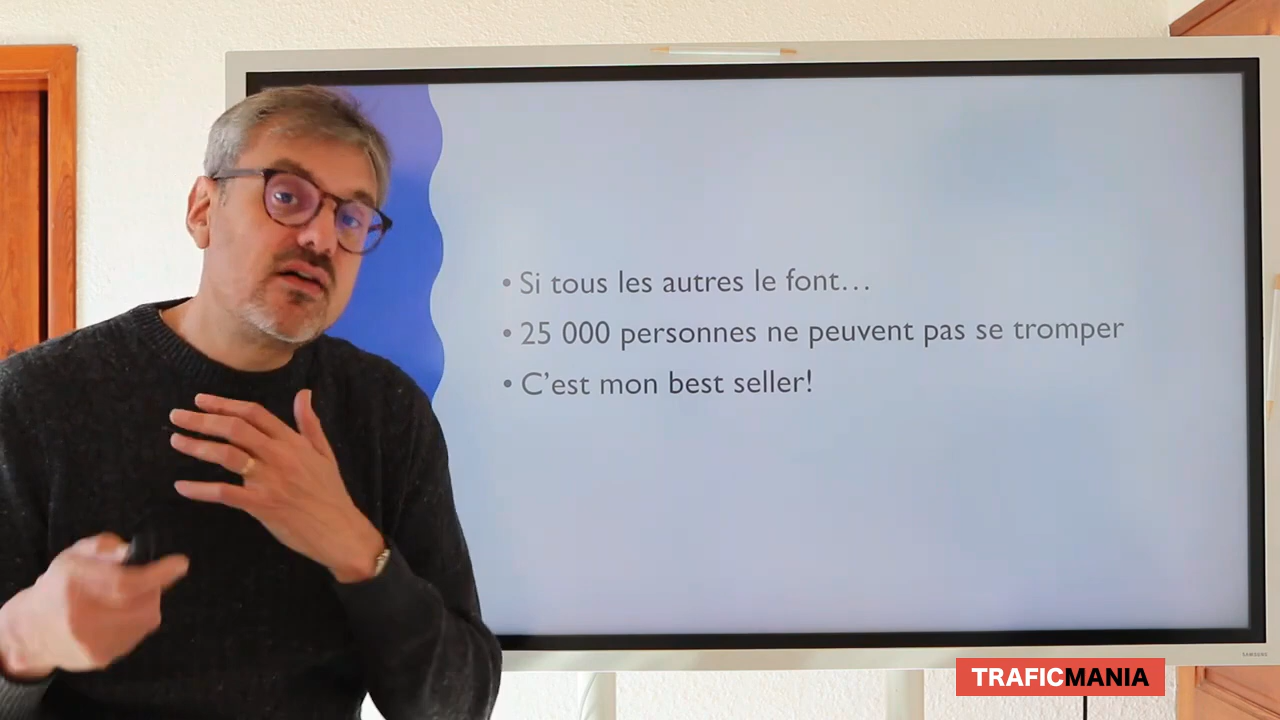 • Si tous les autres le font…
• 25 000 personnes ne peuvent pas se tromper
• C’est mon best seller!
SAMSUNG
TRAFICMANIA